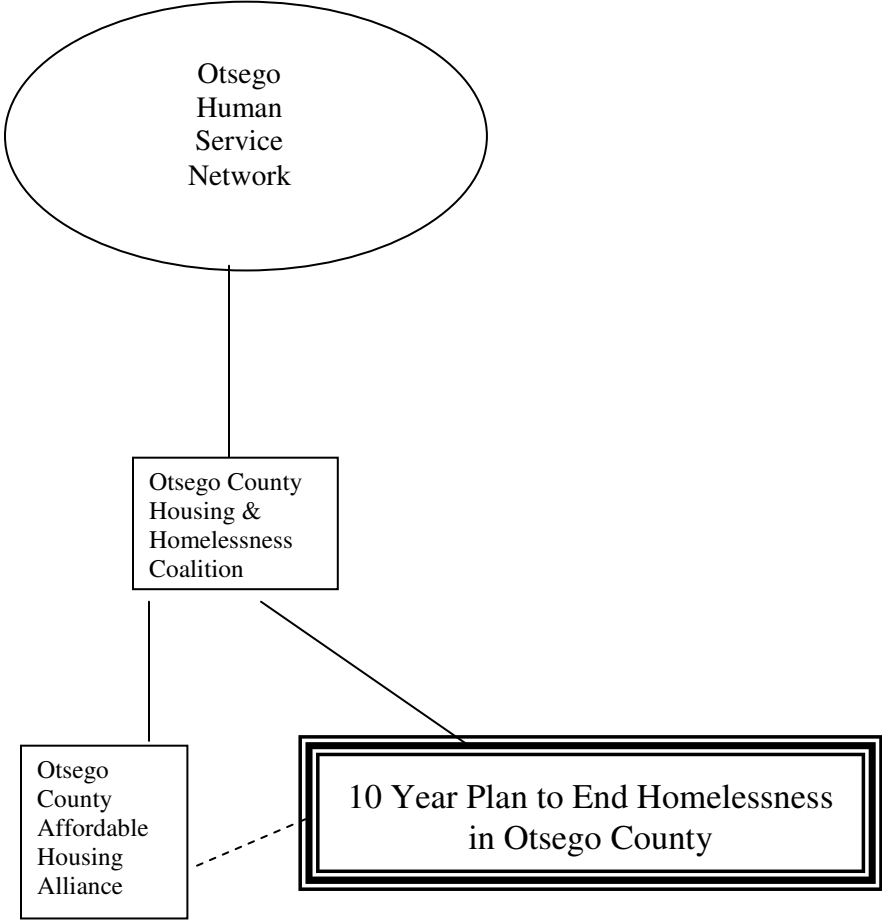 Otsego
Human
Service
Network
Otsego County
Housing &
Homelessness
Coalition
Otsego
County
Affordable
Housing
Alliance
10 Year Plan to End Homelessness
in Otsego County